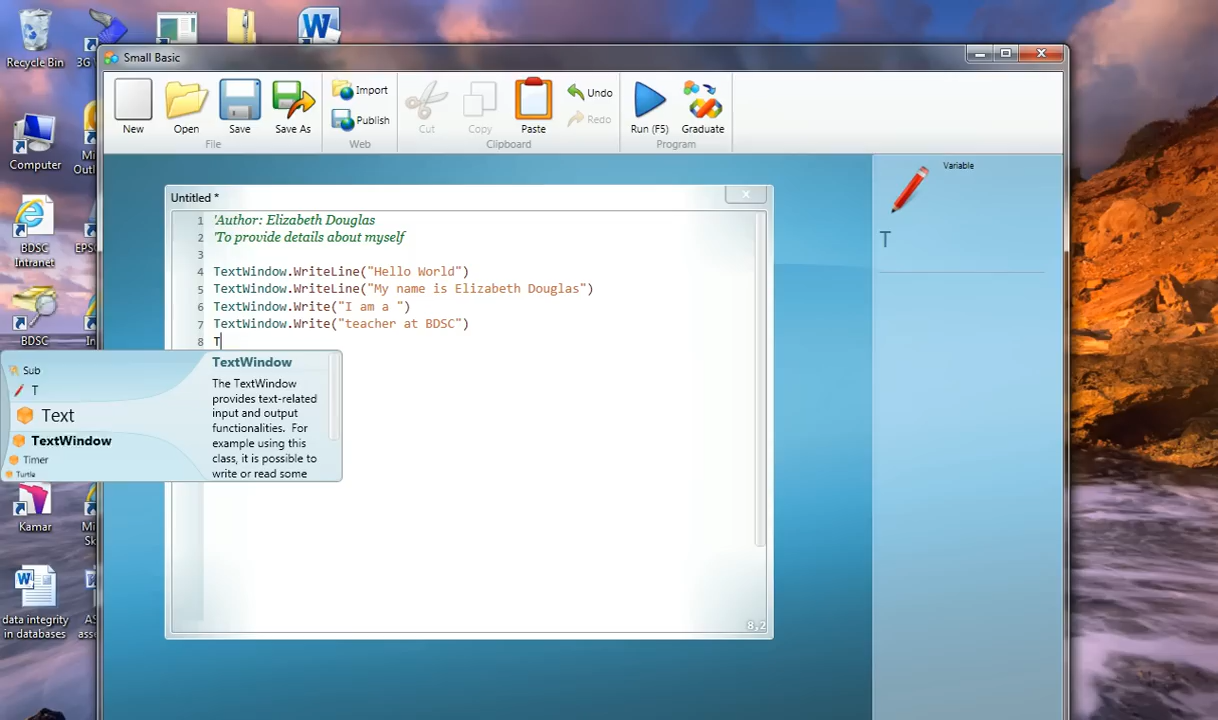 Recycle Bin
3G
Small Basic
New
Open
Save
Save As
File
Import
Publish
Web
Cut
Copy
Paste
Undo
Redo
Clipboard
Run (F5)
Graduate
Program
Computer
BDSC
Intranet
BDSC
Kamar
data integrity
in databases
Untitled *
1 'Author: Elizabeth Douglas
2 'To provide details about myself
3
4 TextWindow.WriteLine("Hello World")
5 TextWindow.WriteLine("My name is Elizabeth Douglas")
6 TextWindow.Write("I am a ")
7 TextWindow.Write("teacher at BDSC")
8 T
Sub
T
Text
TextWindow
Timer
Turtle
TextWindow
The TextWindow
provides text-related
input and output
functionalities. For
example using this
class, it is possible to
write or read some
8,2
Variable
T